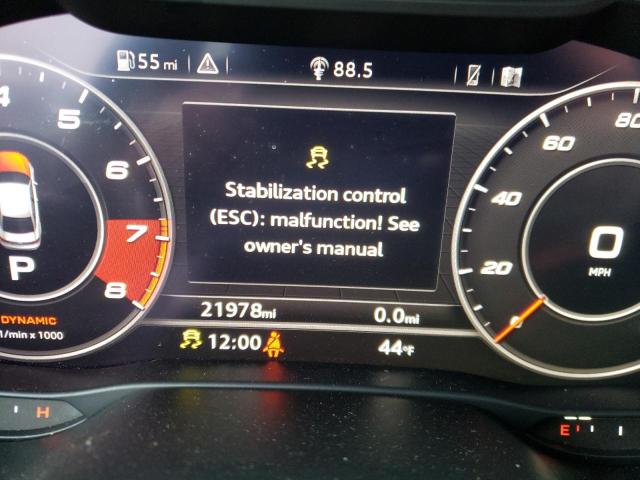 55 mi
88.5
4
5
6
7
8
P
DYNAMIC
1/min x 1000
Stabilization control
(ESC): malfunction! See
owner's manual
21978mi 0.0mi
12:00 44°F
80
60
40
20
0
0
MPH
H
E